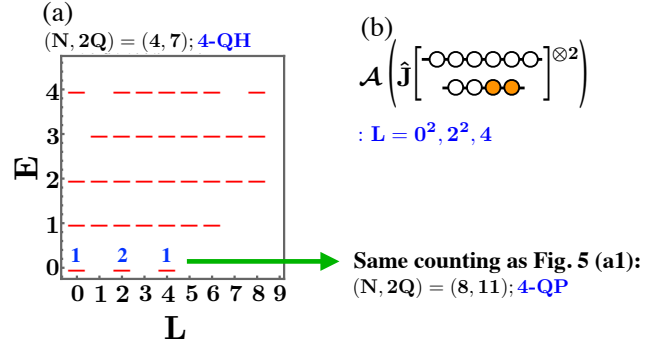 (a)
(N, 2Q) = (4, 7); 4-QH
E
4
3
2
1
0
1 2 1
0 1 2 3 4 5 6 7 8 9
L
(b)
𝒜 ( Ĵ [ ]^⊗2 )
: L = 0², 2², 4
Same counting as Fig. 5 (a1):
(N, 2Q) = (8, 11); 4-QP